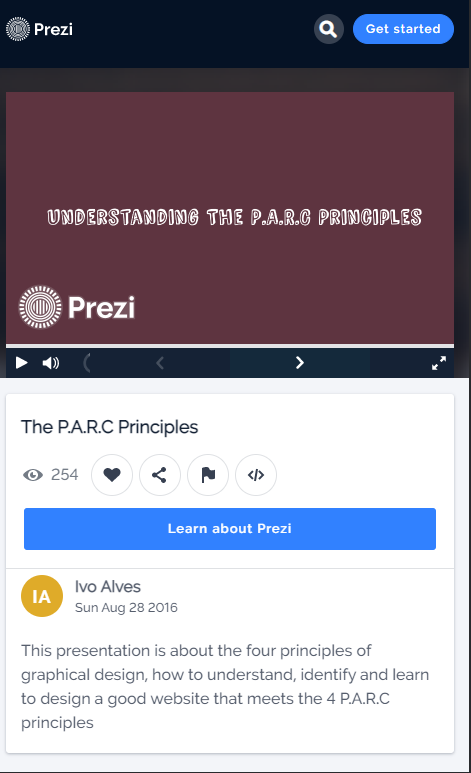 Prezi
Get started
UNDERSTANDING THE P.A.R.C PRINCIPLES
Prezi
The P.A.R.C Principles
254
Learn about Prezi
IA
Ivo Alves
Sun Aug 28 2016
This presentation is about the four principles of
graphical design, how to understand, identify and learn
to design a good website that meets the 4 P.A.R.C
principles